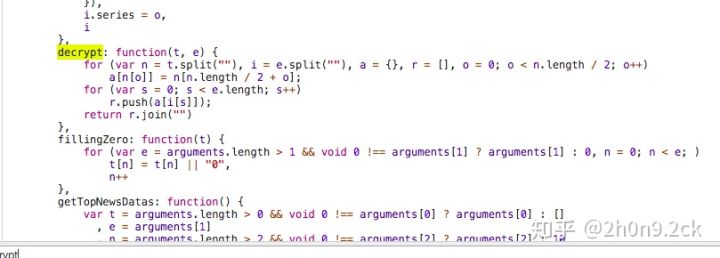 }),
i.series = o,
i
},
decrypt: function(t, e) {
for (var n = t.split(""), i = e.split(""), a = {}, r = [], o = 0; o < n.length / 2; o++)
a[n[o]] = n[n.length / 2 + o];
for (var s = 0; s < e.length; s++)
r.push(a[i[s]]);
return r.join("")
},
fillingZero: function(t) {
for (var e = arguments.length > 1 && void 0 !== arguments[1] ? arguments[1] : 0, n = 0; n < e; )
t[n] = t[n] || "0",
n++
},
getTopNewsDatas: function() {
var t = arguments.length > 0 && void 0 !== arguments[0] ? arguments[0] : []
, e = arguments[1]
, n = arguments.length > 2 && void 0 !== arguments[2] ? arguments[2] : 10
知乎 @2h0n9.2ck
rypt